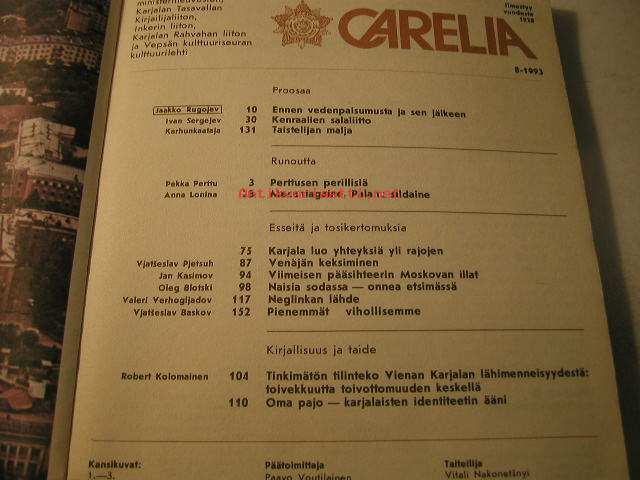 ministerineuvoston,
Karjalan Tasavallan
Kirjailijaliiton,
Inkerin liiton,
Karjalan Rahvahan liiton
ja Vepsän kulttuuriseuran
kulttuurilehti
CARELIA
Ilmestyy
vuodesta
1928
8-1993
Proosaa
Jaakko Rugojev 10 Ennen vedenpaisumusta ja sen jälkeen
Ivan Sergejev 30 Kenraalien salaliitto
Karhunkaataja 131 Taistelijan malja
Runoutta
Pekka Perttu 3 Perttusen perillisiä
Anna Lonina sildaine
Esseitä ja tosikertomuksia
75 Karjala luo yhteyksiä yli rajojen
Vjatšeslav Pjetsuh 87 Venäjän keksiminen
Jan Kasimov 94 Viimeisen pääsihteerin Moskovan illat
Oleg Blotski 98 Naisia sodassa — onnea etsimässä
Valeri Verhogljadov 117 Neglinkan lähde
Vjatšeslav Baskov 152 Pienemmät vihollisemme
Kirjallisuus ja taide
Robert Kolomainen 104 Tinkimätön tilinteko Vienan Karjalan lähimenneisyydestä:
toivekkuutta toivottomuuden keskellä
110 Oma pajo — karjalaisten identiteetin ääni
Kansikuvat: Päätoimittaja Taiteilija
1.—3. Paavo Voutilainen Vitali Nakonetšnyi